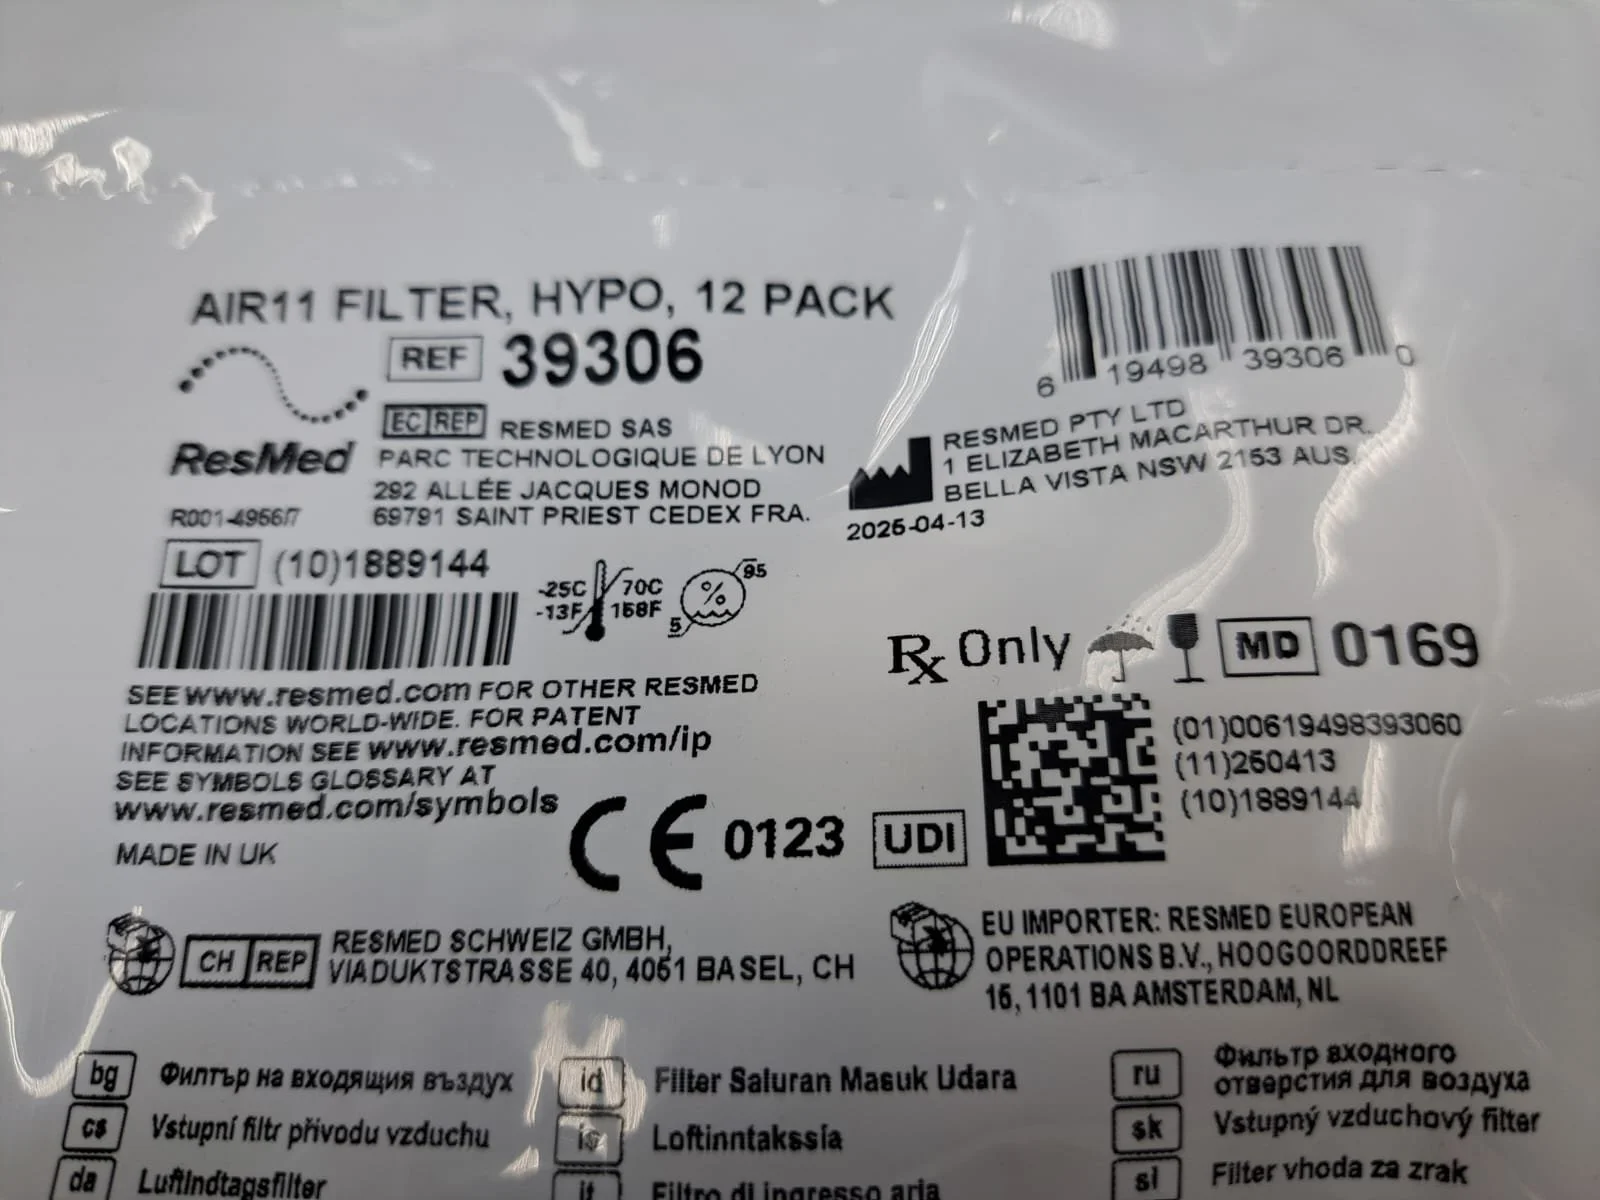 AIR11 FILTER, HYPO, 12 PACK
REF 39306
6 19498 39306 0
EC REP RESMED SAS
PARC TECHNOLOGIQUE DE LYON
292 ALLÉE JACQUES MONOD
69791 SAINT PRIEST CEDEX FRA.
ResMed
R001-4956/7
RESMED PTY LTD
1 ELIZABETH MACARTHUR DR.
BELLA VISTA NSW 2153 AUS.
2025-04-13
LOT (10)1889144
-25C 70C
-13F 158F
95
%
5
Rx Only
MD 0169
SEE www.resmed.com FOR OTHER RESMED
LOCATIONS WORLD-WIDE. FOR PATENT
INFORMATION SEE www.resmed.com/ip
SEE SYMBOLS GLOSSARY AT
www.resmed.com/symbols
MADE IN UK
CE 0123
UDI
(01)00619498393060
(11)250413
(10)1889144
CH REP RESMED SCHWEIZ GMBH,
VIADUKTSTRASSE 40, 4051 BASEL, CH
EU IMPORTER: RESMED EUROPEAN
OPERATIONS B.V., HOOGOORDDREEF
15, 1101 BA AMSTERDAM, NL
bg Филтър на входящия въздух
cs Vstupní filtr přívodu vzduchu
da Luftindtagsfilter
id Filter Saluran Masuk Udara
is Loftinntakssía
it Filtro di ingresso aria
ru Фильтр входного
отверстия для воздуха
sk Vstupný vzduchový filter
sl Filter vhoda za zrak